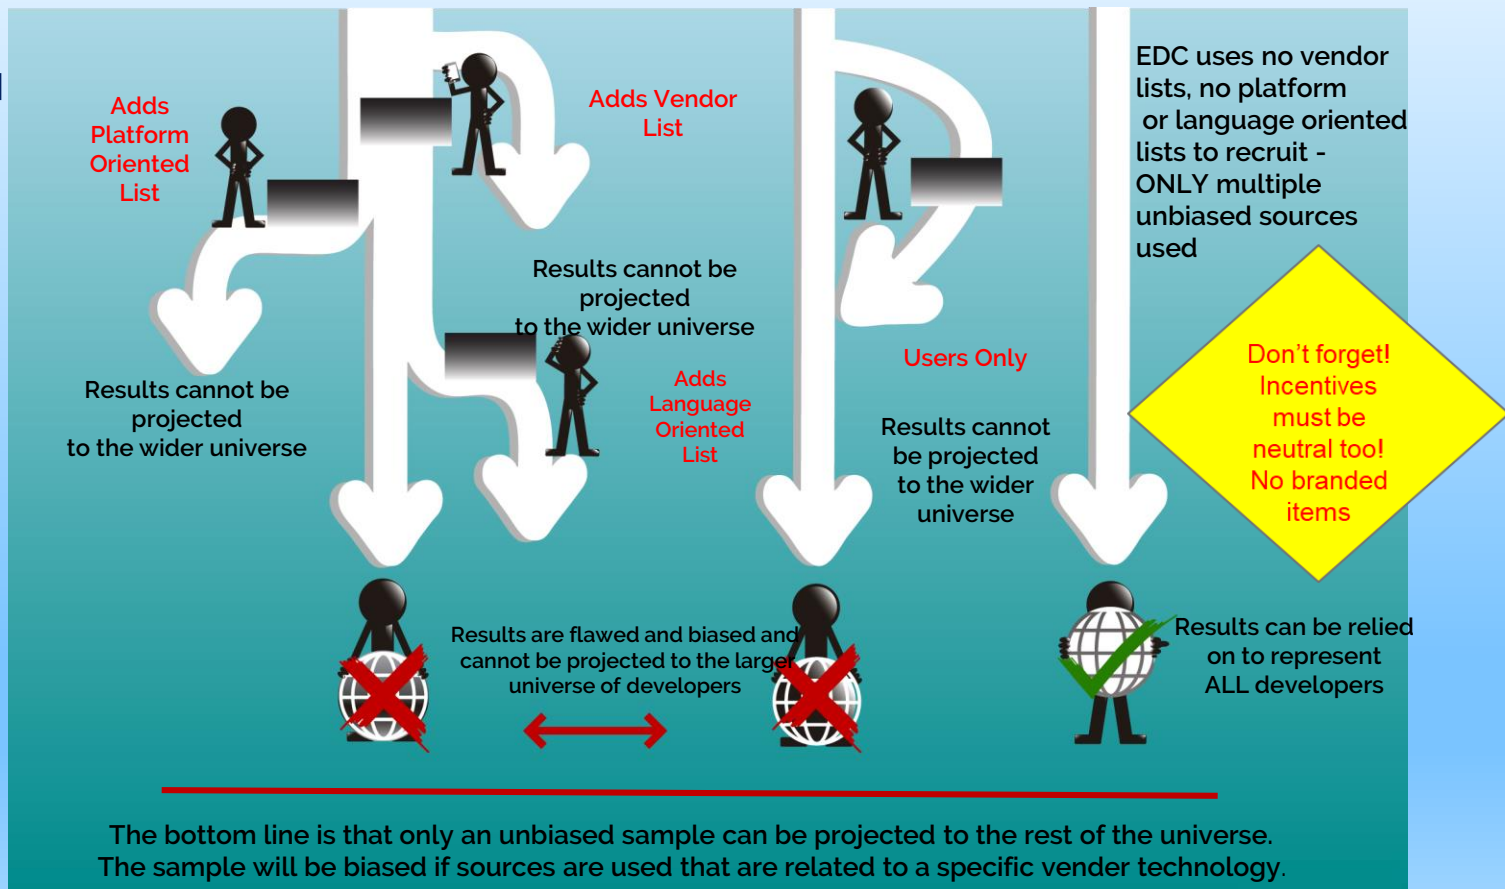 Adds
Platform
Oriented
List
Adds Vendor
List
EDC uses no vendor
lists, no platform
or language oriented
lists to recruit -
ONLY multiple
unbiased sources
used
Results cannot be
projected
to the wider universe
Results cannot be
projected
to the wider universe
Adds
Language
Oriented
List
Users Only
Results cannot
be projected
to the wider
universe
Don't forget!
Incentives
must be
neutral too!
No branded
items
Results are flawed and biased and
cannot be projected to the larger
universe of developers
Results can be relied
on to represent
ALL developers
The bottom line is that only an unbiased sample can be projected to the rest of the universe.
The sample will be biased if sources are used that are related to a specific vender technology.